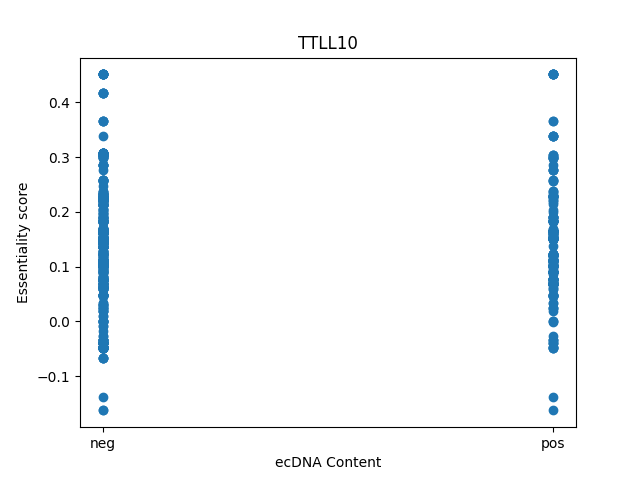 TTLL10
Essentiality score
0.4
0.3
0.2
0.1
0.0
−0.1
neg
pos
ecDNA Content